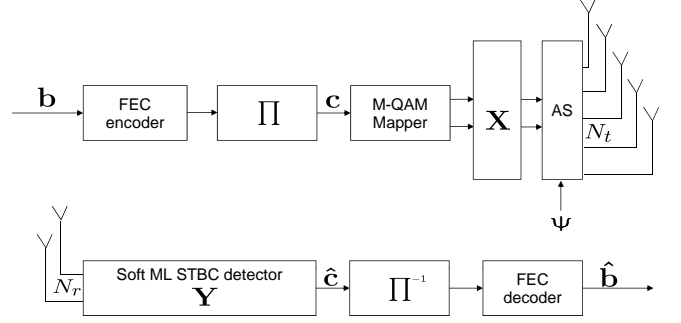 b
FEC
encoder
∏
c
M-QAM
Mapper
X
AS
N_t
Ψ
N_r
Soft ML STBC detector
Y
ĉ
∏⁻¹
FEC
decoder
b̂